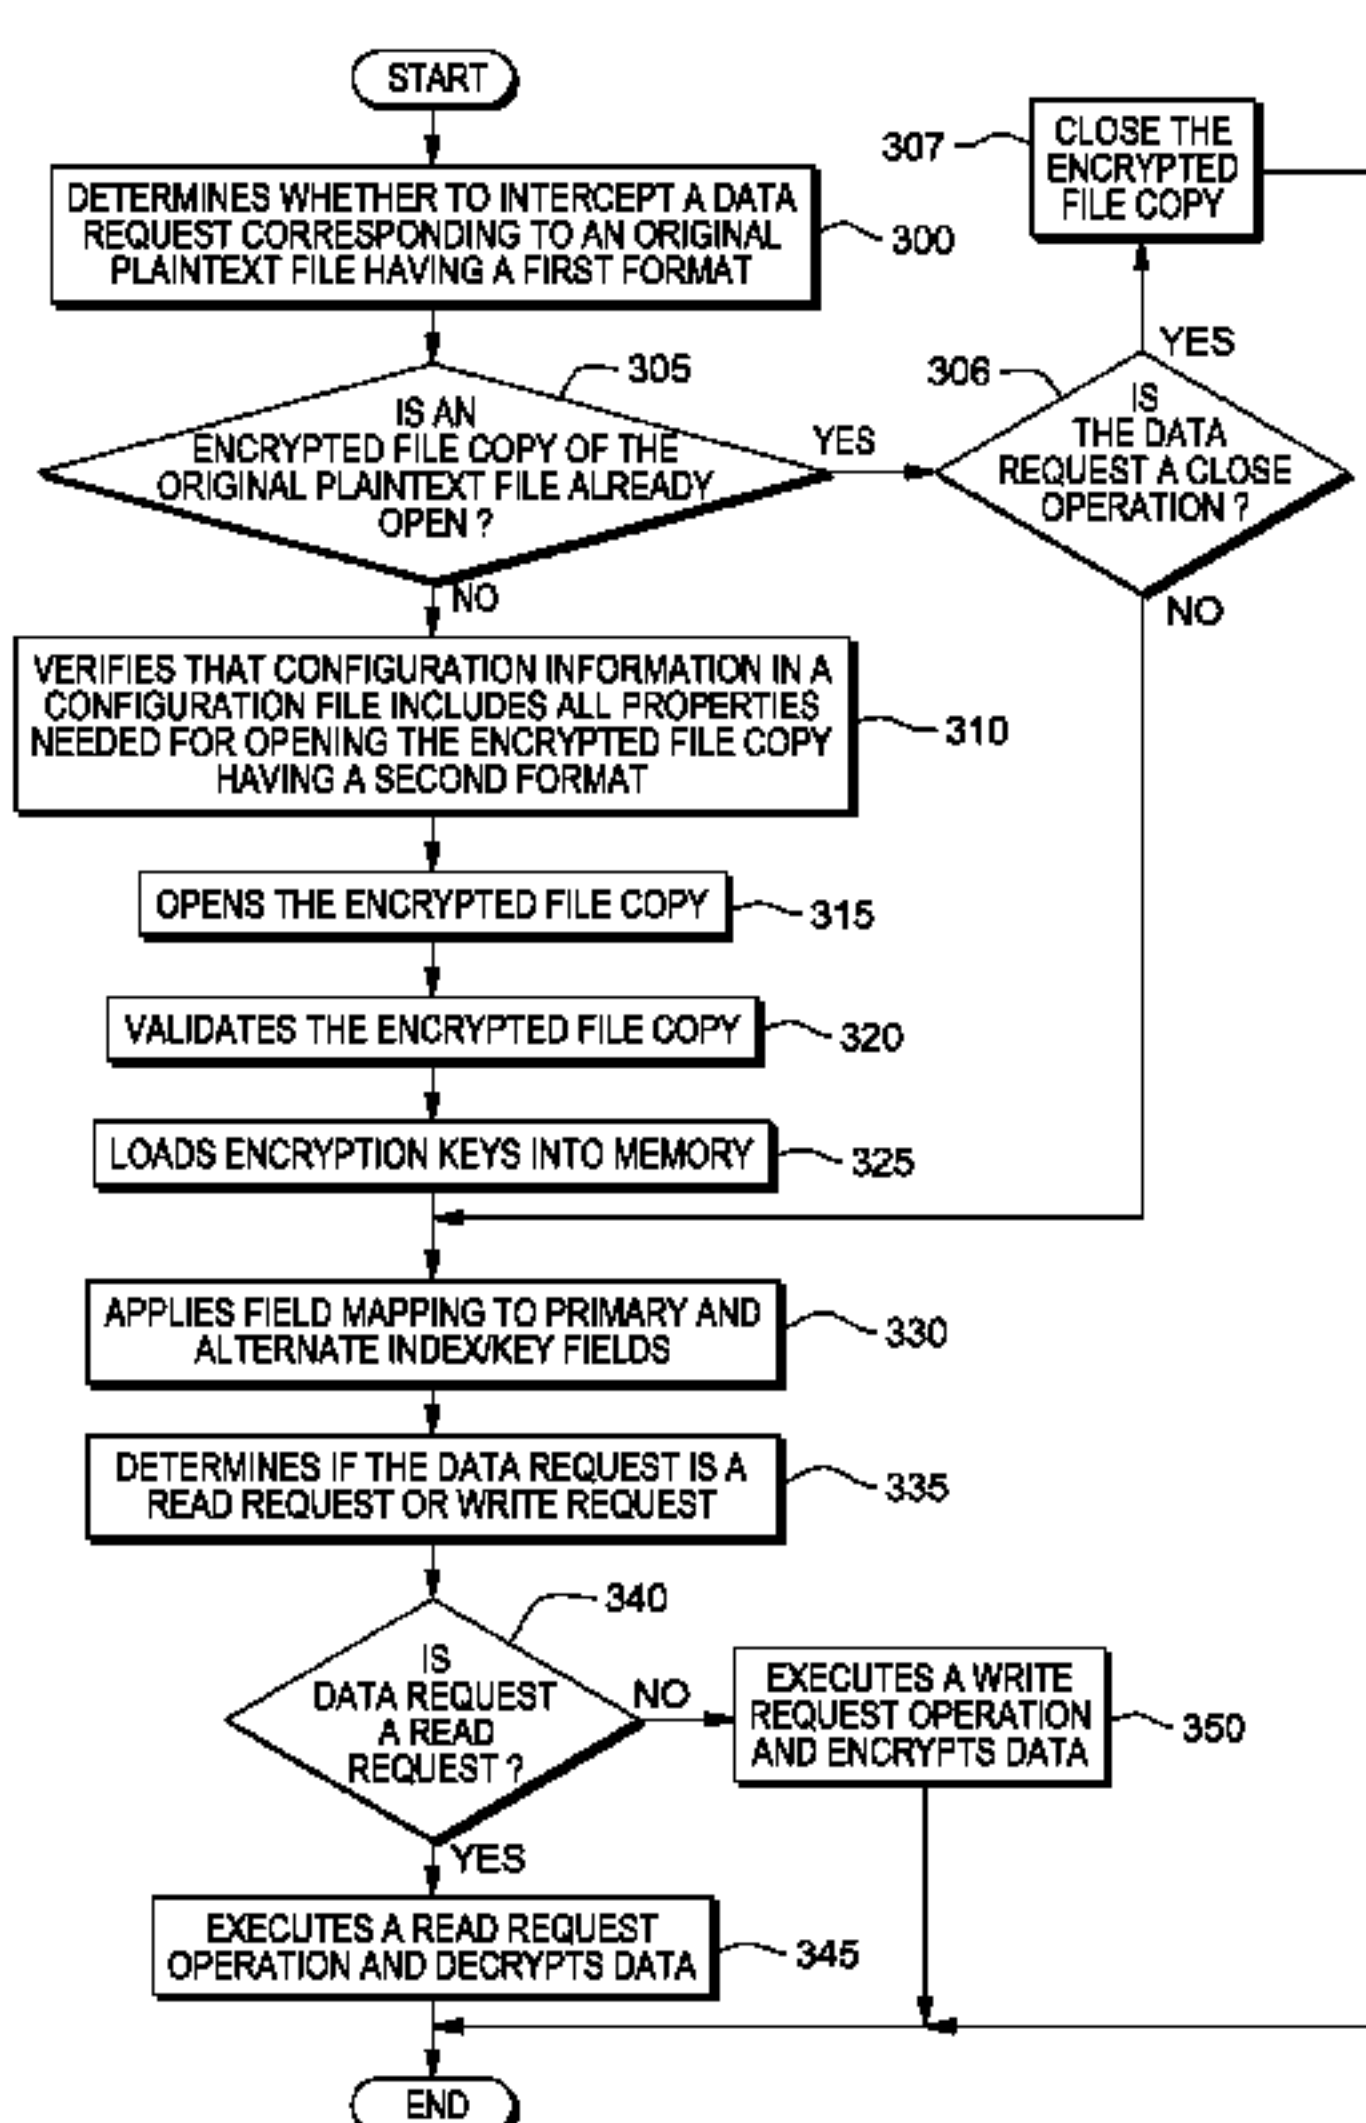 START
DETERMINES WHETHER TO INTERCEPT A DATA
REQUEST CORRESPONDING TO AN ORIGINAL
PLAINTEXT FILE HAVING A FIRST FORMAT
300
307
CLOSE THE
ENCRYPTED
FILE COPY
305
IS AN
ENCRYPTED FILE COPY OF THE
ORIGINAL PLAINTEXT FILE ALREADY
OPEN ?
YES
NO
306
YES
IS
THE DATA
REQUEST A CLOSE
OPERATION ?
NO
VERIFIES THAT CONFIGURATION INFORMATION IN A
CONFIGURATION FILE INCLUDES ALL PROPERTIES
NEEDED FOR OPENING THE ENCRYPTED FILE COPY
HAVING A SECOND FORMAT
310
OPENS THE ENCRYPTED FILE COPY
315
VALIDATES THE ENCRYPTED FILE COPY
320
LOADS ENCRYPTION KEYS INTO MEMORY
325
APPLIES FIELD MAPPING TO PRIMARY AND
ALTERNATE INDEX/KEY FIELDS
330
DETERMINES IF THE DATA REQUEST IS A
READ REQUEST OR WRITE REQUEST
335
340
IS
DATA REQUEST
A READ
REQUEST ?
NO
YES
EXECUTES A WRITE
REQUEST OPERATION
AND ENCRYPTS DATA
350
EXECUTES A READ REQUEST
OPERATION AND DECRYPTS DATA
345
END